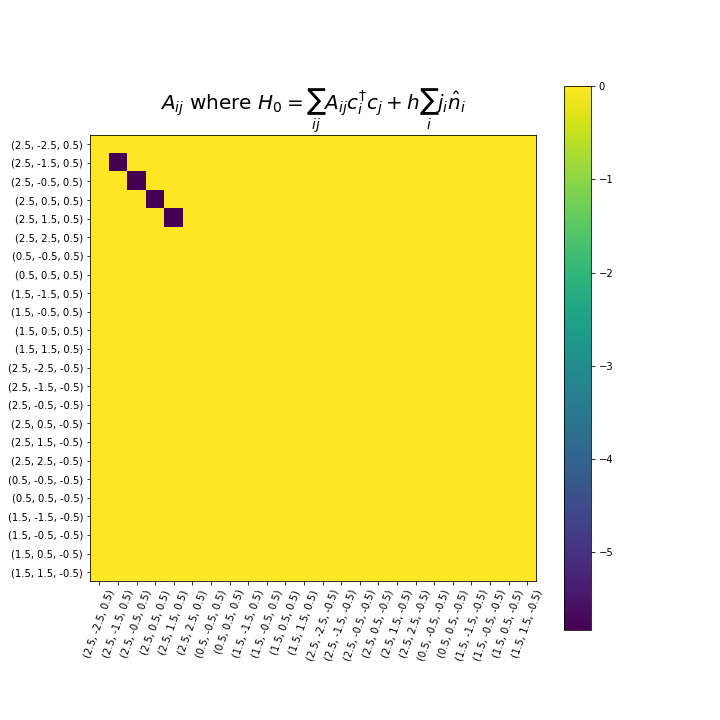 A_{ij} where H_0 = \sum_{ij} A_{ij} c_i^† c_j + h \sum_i j_i \hat{n}_i
(2.5, -2.5, 0.5)
(2.5, -1.5, 0.5)
(2.5, -0.5, 0.5)
(2.5, 0.5, 0.5)
(2.5, 1.5, 0.5)
(2.5, 2.5, 0.5)
(0.5, -0.5, 0.5)
(0.5, 0.5, 0.5)
(1.5, -1.5, 0.5)
(1.5, -0.5, 0.5)
(1.5, 0.5, 0.5)
(1.5, 1.5, 0.5)
(2.5, -2.5, -0.5)
(2.5, -1.5, -0.5)
(2.5, -0.5, -0.5)
(2.5, 0.5, -0.5)
(2.5, 1.5, -0.5)
(2.5, 2.5, -0.5)
(0.5, -0.5, -0.5)
(0.5, 0.5, -0.5)
(1.5, -1.5, -0.5)
(1.5, -0.5, -0.5)
(1.5, 0.5, -0.5)
(1.5, 1.5, -0.5)
(2.5, -2.5, 0.5)
(2.5, -1.5, 0.5)
(2.5, -0.5, 0.5)
(2.5, 0.5, 0.5)
(2.5, 1.5, 0.5)
(2.5, 2.5, 0.5)
(0.5, -0.5, 0.5)
(0.5, 0.5, 0.5)
(1.5, -1.5, 0.5)
(1.5, -0.5, 0.5)
(1.5, 0.5, 0.5)
(1.5, 1.5, 0.5)
(2.5, -2.5, -0.5)
(2.5, -1.5, -0.5)
(2.5, -0.5, -0.5)
(2.5, 0.5, -0.5)
(2.5, 1.5, -0.5)
(2.5, 2.5, -0.5)
(0.5, -0.5, -0.5)
(0.5, 0.5, -0.5)
(1.5, -1.5, -0.5)
(1.5, -0.5, -0.5)
(1.5, 0.5, -0.5)
(1.5, 1.5, -0.5)
0
−1
−2
−3
−4
−5